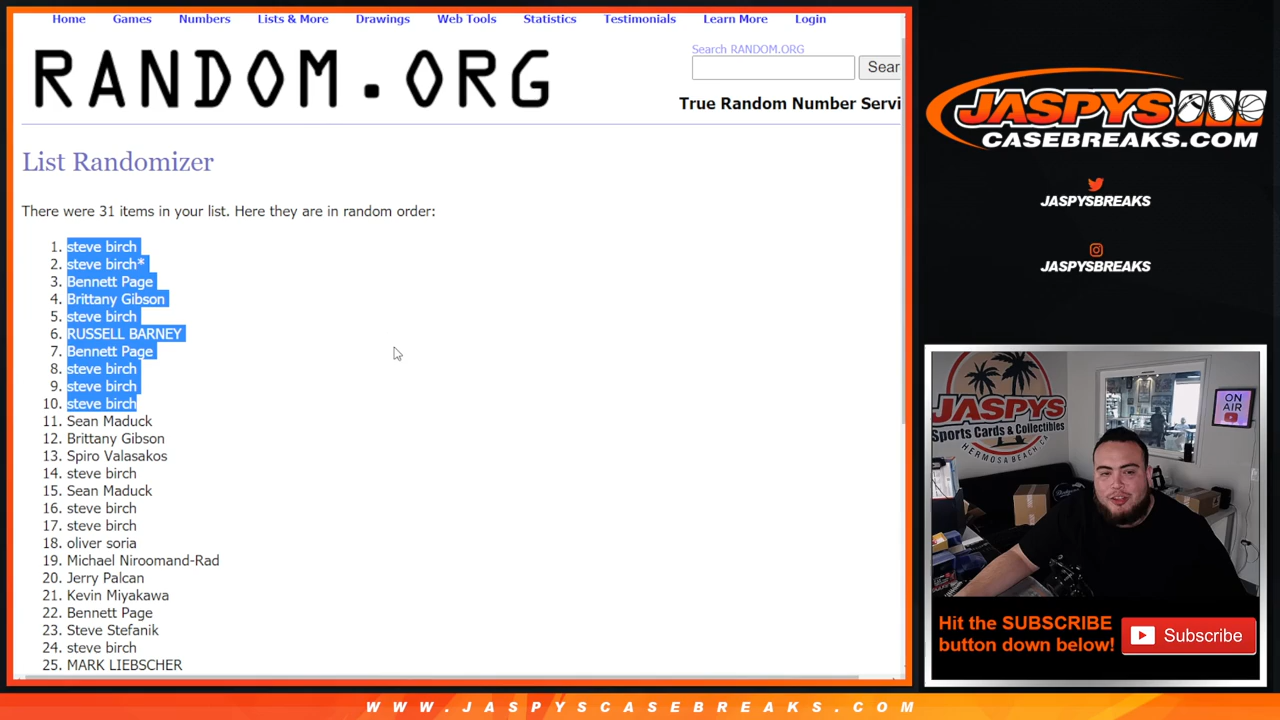 Home Games Numbers Lists & More Drawings Web Tools Statistics Testimonials Learn More Login
RANDOM.ORG
Search RANDOM.ORG
Sear
True Random Number Servi
List Randomizer
There were 31 items in your list. Here they are in random order:
1. steve birch
2. steve birch*
3. Bennett Page
4. Brittany Gibson
5. steve birch
6. RUSSELL BARNEY
7. Bennett Page
8. steve birch
9. steve birch
10. steve birch
11. Sean Maduck
12. Brittany Gibson
13. Spiro Valasakos
14. steve birch
15. Sean Maduck
16. steve birch
17. steve birch
18. oliver soria
19. Michael Niroomand-Rad
20. Jerry Palcan
21. Kevin Miyakawa
22. Bennett Page
23. Steve Stefanik
24. steve birch
25. MARK LIEBSCHER
JASPYS
CASEBREAKS.COM
JASPYSBREAKS
JASPYSBREAKS
JASPYS
Sports Cards & Collectibles
HERMOSA BEACH CA
ON
AIR
Hit the SUBSCRIBE
button down below!
Subscribe
WWW.JASPYSCASEBREAKS.COM